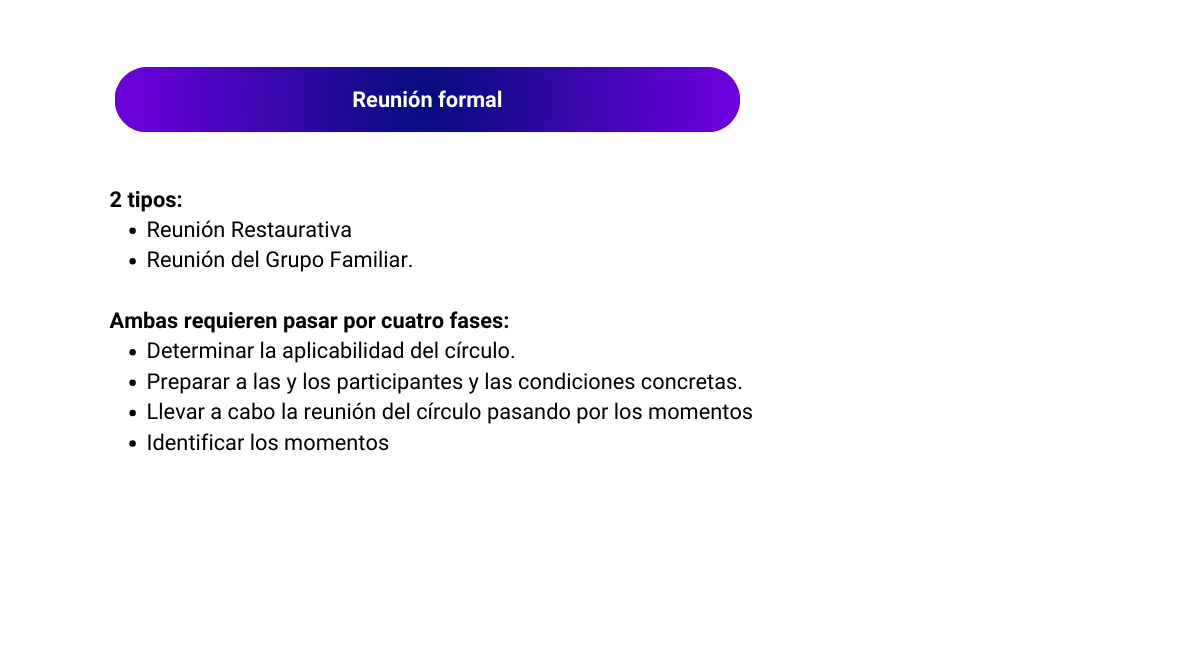 Reunión formal
2 tipos:
• Reunión Restaurativa
• Reunión del Grupo Familiar.
Ambas requieren pasar por cuatro fases:
• Determinar la aplicabilidad del círculo.
• Preparar a las y los participantes y las condiciones concretas.
• Llevar a cabo la reunión del círculo pasando por los momentos
• Identificar los momentos